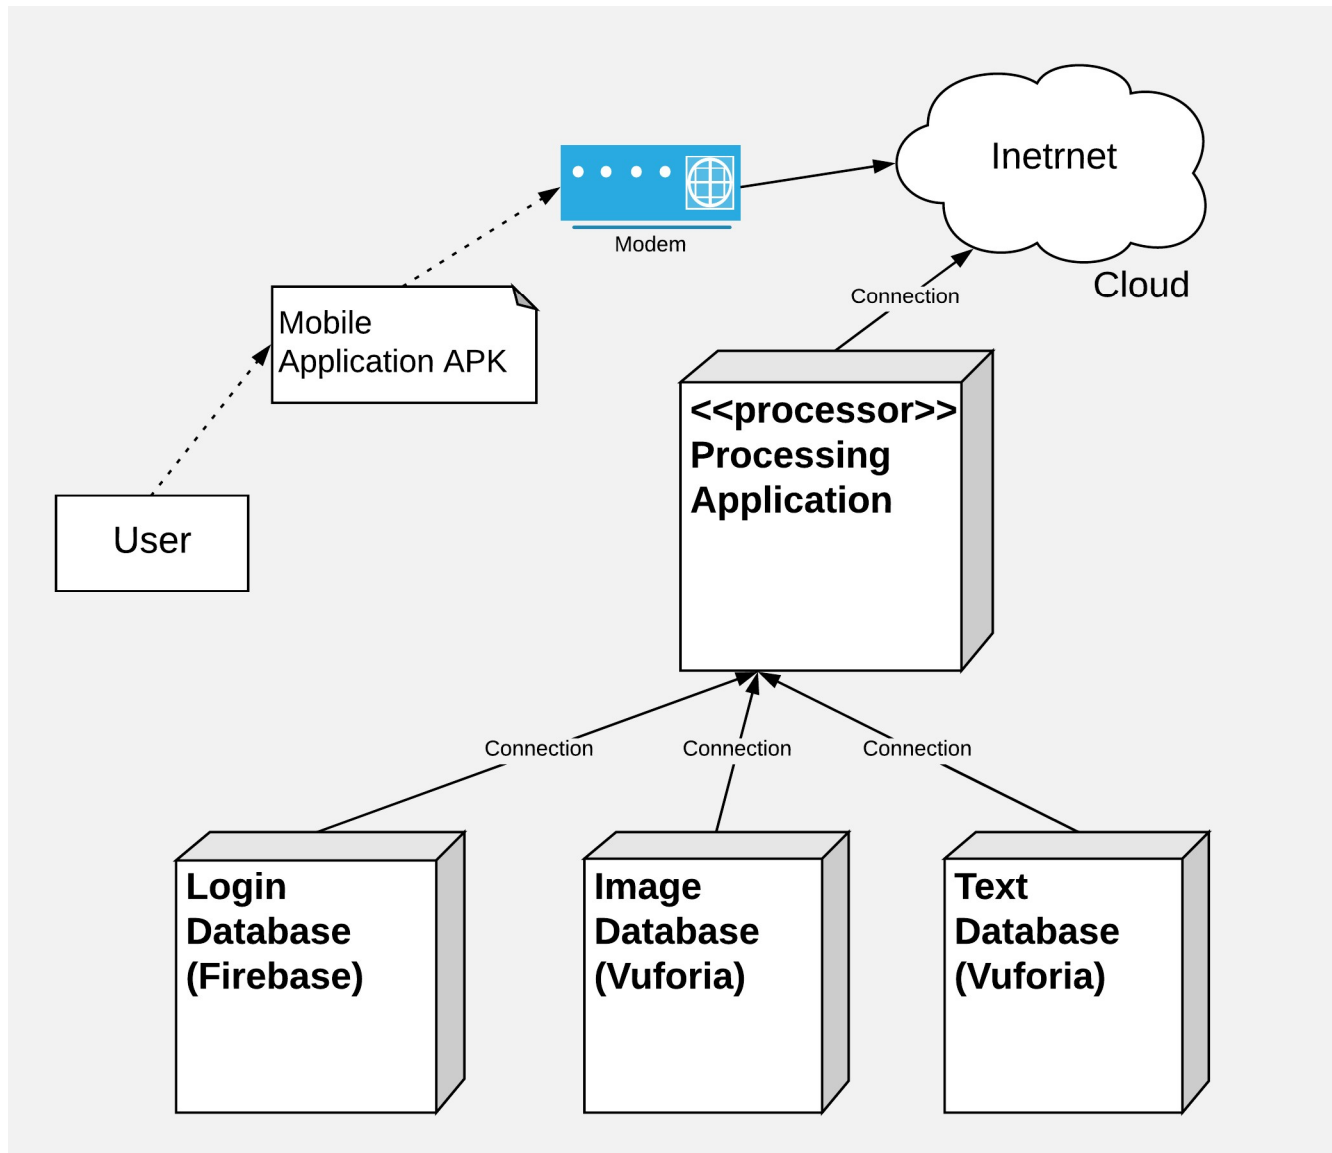 Inetrnet
Modem
Cloud
Connection
Mobile
Application APK
<<processor>>
Processing
Application
User
Connection
Connection
Connection
Login
Database
(Firebase)
Image
Database
(Vuforia)
Text
Database
(Vuforia)